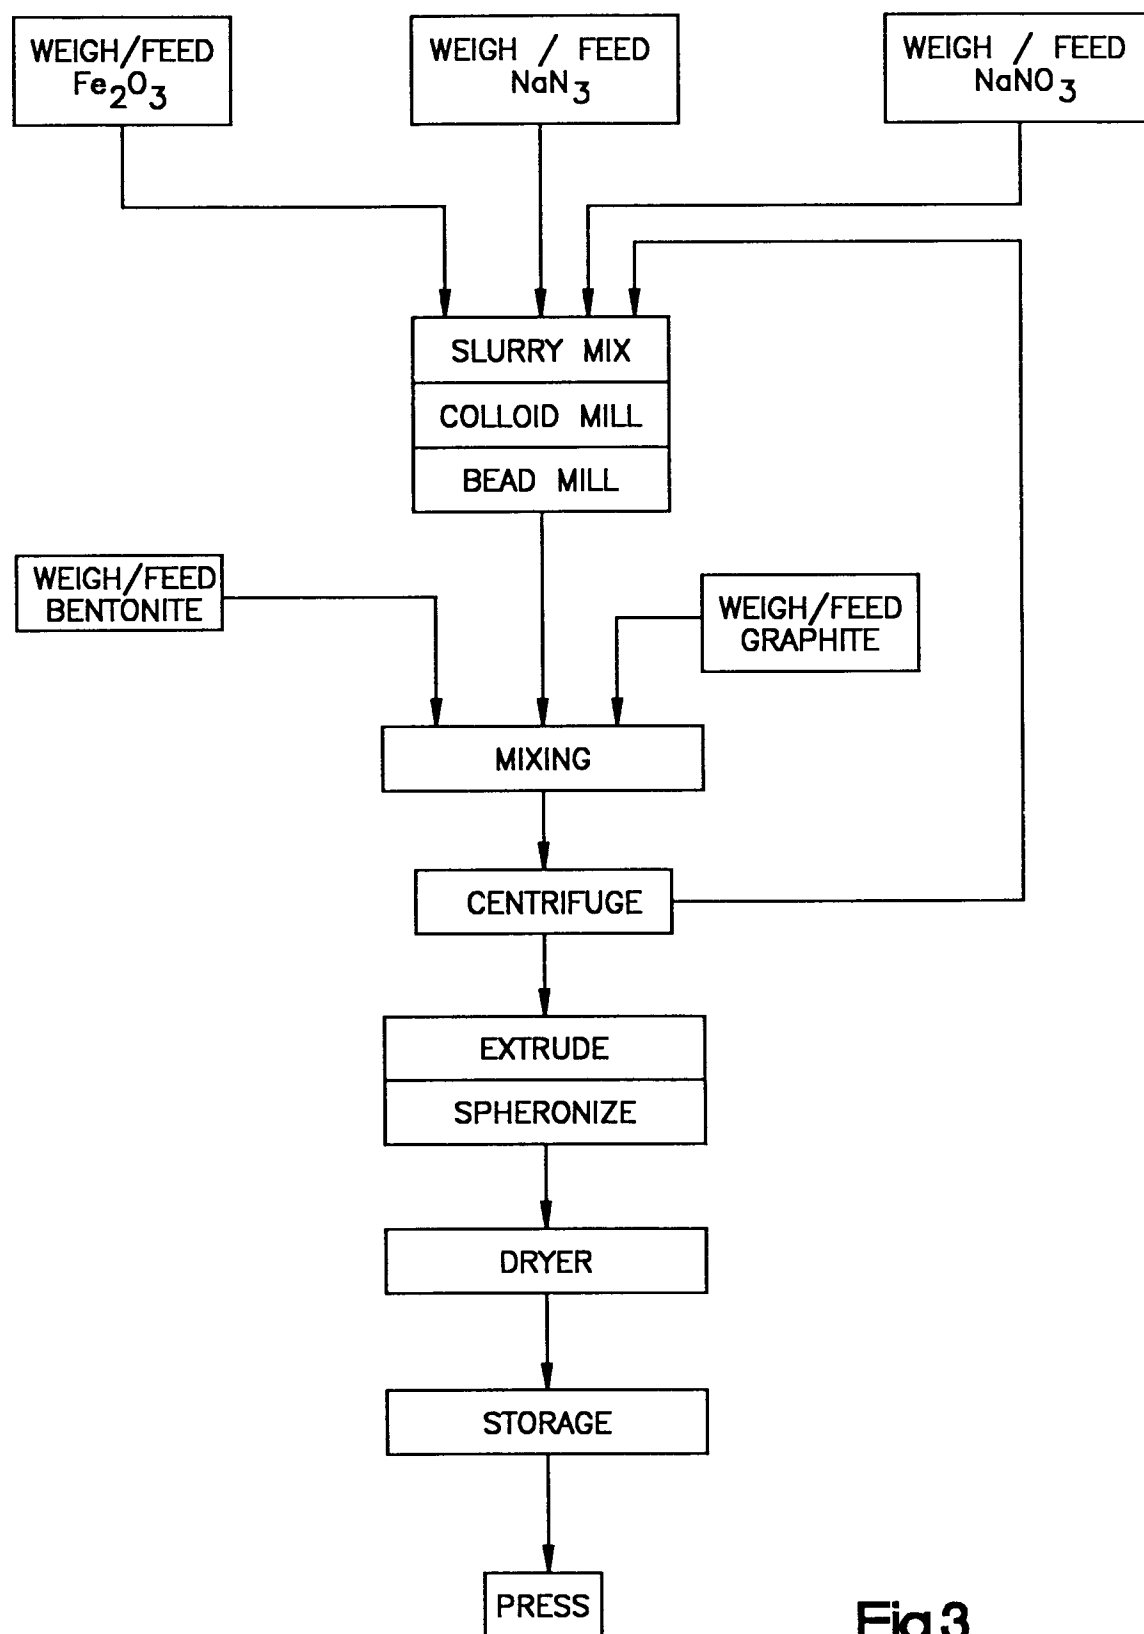 WEIGH/FEED
Fe₂O₃
WEIGH / FEED
NaN₃
WEIGH / FEED
NaNO₃
SLURRY MIX
COLLOID MILL
BEAD MILL
WEIGH/FEED
BENTONITE
WEIGH/FEED
GRAPHITE
MIXING
CENTRIFUGE
EXTRUDE
SPHERONIZE
DRYER
STORAGE
PRESS
Fig.3